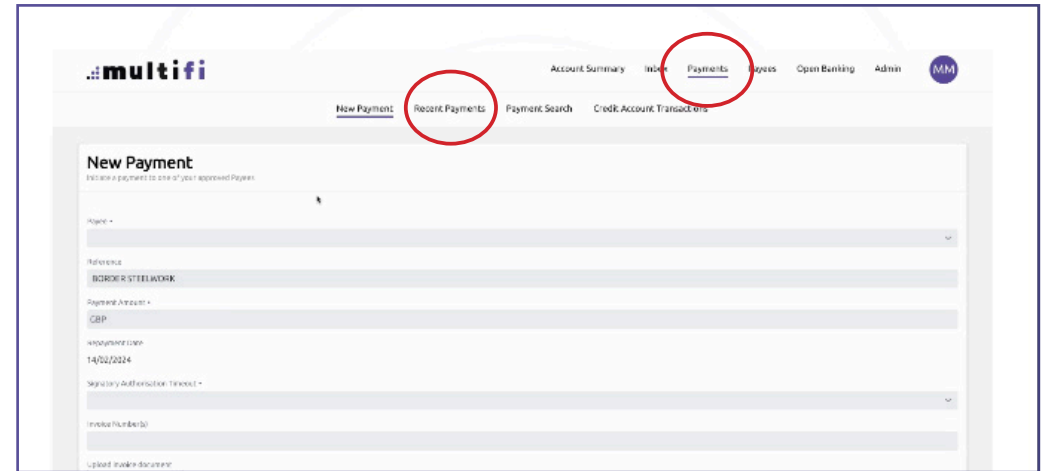 multifi
Account Summary Inbox Payments Payees Open Banking Admin MM
New Payment Recent Payments Payment Search Credit Account Transactions
New Payment
Initiate a payment to one of your approved Payees
Payee *
Reference
BORDER STEELWORK
Payment Amount *
GBP
Repayment Date
14/02/2024
Signatory Authorisation Timeout *
Invoice Number(s)
Upload invoice document